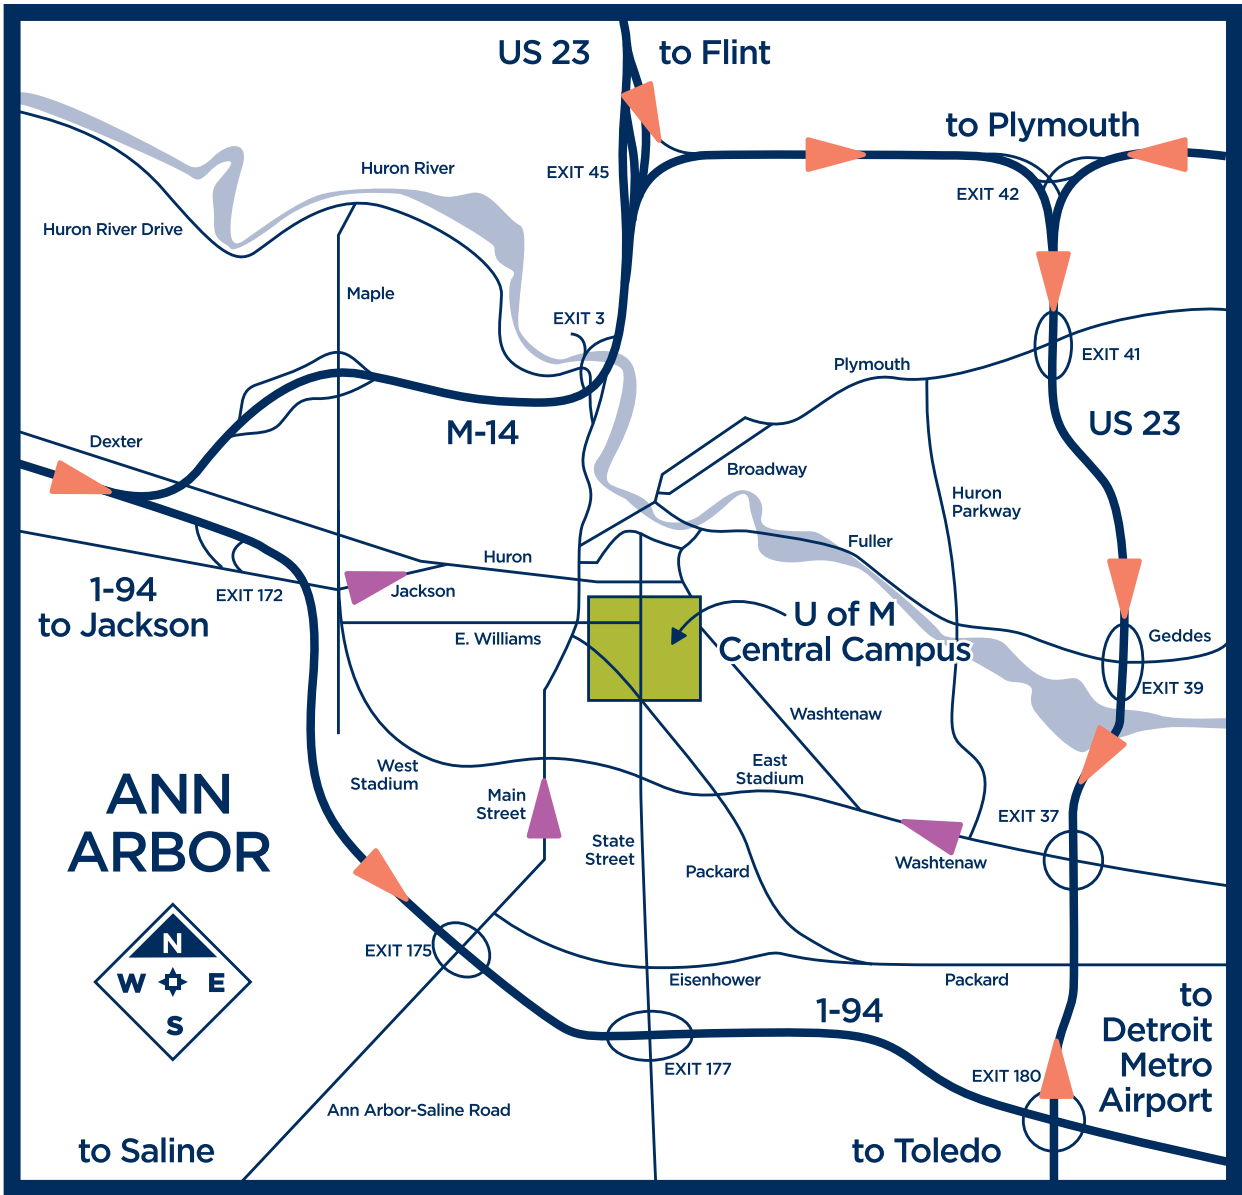 US 23
to Flint
to Plymouth
Huron River
EXIT 45
EXIT 42
Huron River Drive
Maple
EXIT 3
EXIT 41
Plymouth
US 23
M-14
Dexter
Broadway
Huron
Parkway
Fuller
Huron
1-94
to Jackson
EXIT 172
Jackson
U of M
Central Campus
E. Williams
Geddes
EXIT 39
Washtenaw
West
Stadium
East
Stadium
ANN
ARBOR
Main
Street
EXIT 37
State
Street
Packard
Washtenaw
N
W
E
S
EXIT 175
Eisenhower
Packard
to
Detroit
Metro
Airport
1-94
EXIT 177
EXIT 180
Ann Arbor-Saline Road
to Saline
to Toledo